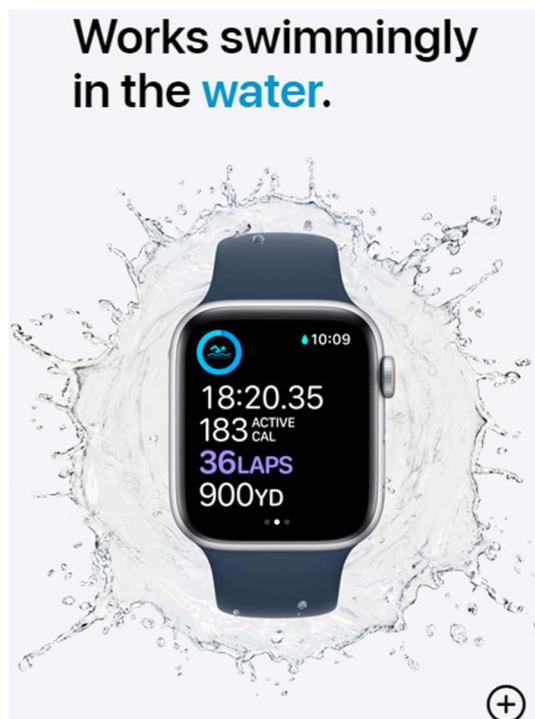 Works swimmingly
in the water.
10:09
18:20.35
183 ACTIVE CAL
36LAPS
900YD